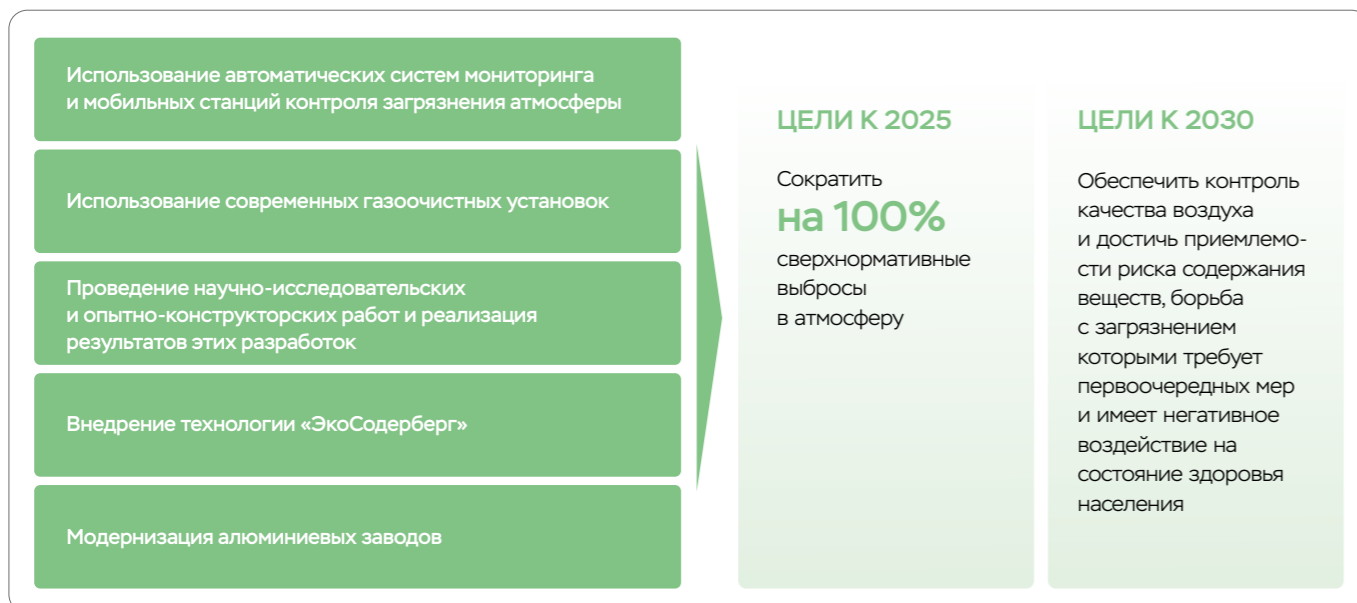 Использование автоматических систем мониторинга
и мобильных станций контроля загрязнения атмосферы
Использование современных газоочистных установок
Проведение научно-исследовательских
и опытно-конструкторских работ и реализация
результатов этих разработок
Внедрение технологии «ЭкоСодерберг»
Модернизация алюминиевых заводов
ЦЕЛИ К 2025
Сократить
на 100%
сверхнормативные
выбросы
в атмосферу
ЦЕЛИ К 2030
Обеспечить контроль
качества воздуха
и достичь приемлемо-
сти риска содержания
веществ, борьба
с загрязнением
которыми требует
первоочередных мер
и имеет негативное
воздействие на
состояние здоровья
населения